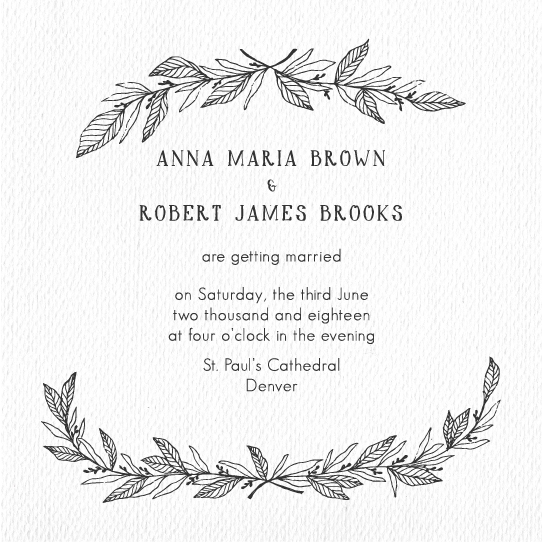 ANNA MARIA BROWN
&
ROBERT JAMES BROOKS
are getting married
on Saturday, the third June
two thousand and eighteen
at four o'clock in the evening
St. Paul's Cathedral
Denver